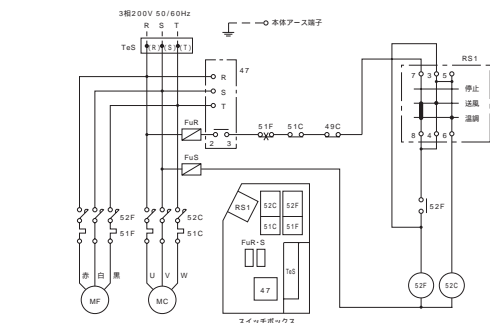 3相200V 50/60Hz
R S T
TeS (R)(S)(T)
本体アース端子
47
R
S
T
FuR
2 3
51F 51C 49C
FuS
RS1
7 3 5
停止
送風
温調
8 4 6
52F
52F 52C
52F
51F
52C
51C
赤 白 黒
U V W
MF
MC
RS1
52C 52F
51C 51F
FuR・S
TeS
47
スイッチボックス